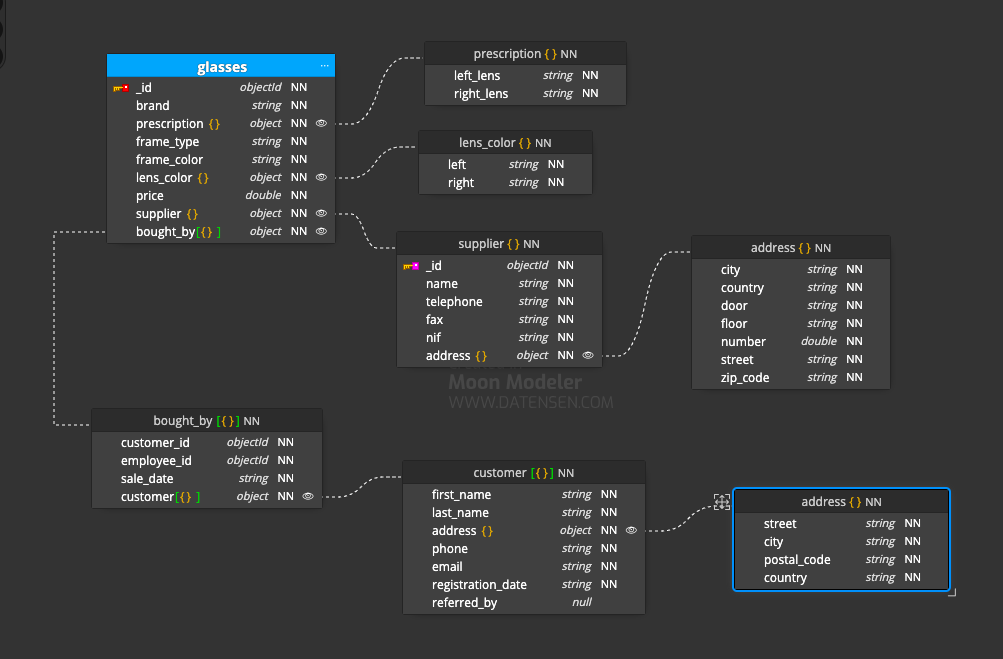 glasses ...
_id objectId NN
brand string NN
prescription {} object NN
frame_type string NN
frame_color string NN
lens_color {} object NN
price double NN
supplier {} object NN
bought_by[{} ] object NN
prescription {} NN
left_lens string NN
right_lens string NN
lens_color {} NN
left string NN
right string NN
supplier {} NN
_id objectId NN
name string NN
telephone string NN
fax string NN
nif string NN
address {} object NN
address {} NN
city string NN
country string NN
door string NN
floor string NN
number double NN
street string NN
zip_code string NN
Moon Modeler
WWW.DATENSEN.COM
bought_by [{}] NN
customer_id objectId NN
employee_id objectId NN
sale_date string NN
customer[{} ] object NN
customer [{}] NN
first_name string NN
last_name string NN
address {} object NN
phone string NN
email string NN
registration_date string NN
referred_by null
address {} NN
street string NN
city string NN
postal_code string NN
country string NN